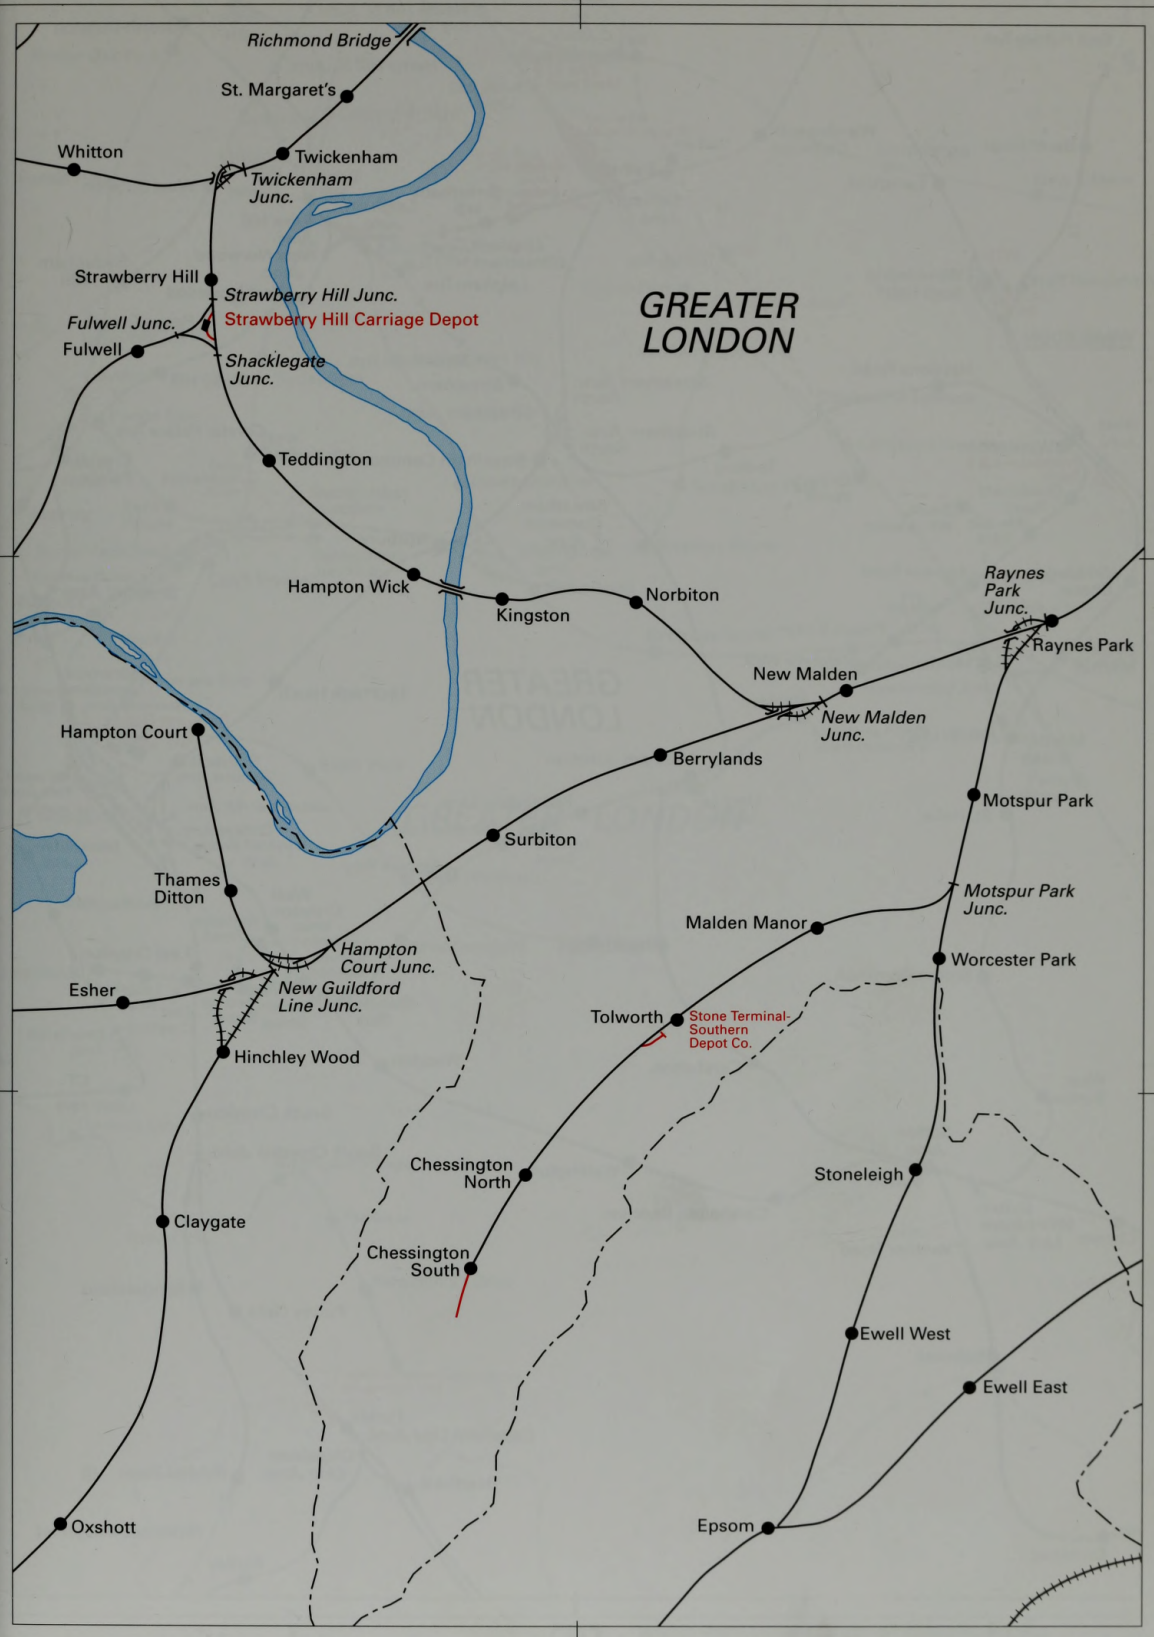 Richmond Bridge
St. Margaret's
Whitton
Twickenham
Twickenham
Junc.
Strawberry Hill
Strawberry Hill Junc.
Fulwell Junc.
Strawberry Hill Carriage Depot
Fulwell
Shacklegate
Junc.
GREATER
LONDON
Teddington
Hampton Wick
Kingston
Norbiton
Raynes
Park
Junc.
Raynes Park
New Malden
New Malden
Junc.
Hampton Court
Berrylands
Motspur Park
Surbiton
Thames
Ditton
Motspur Park
Junc.
Malden Manor
Hampton
Court Junc.
Worcester Park
Esher
New Guildford
Line Junc.
Tolworth
Stone Terminal-
Southern
Depot Co.
Hinchley Wood
Chessington
North
Stoneleigh
Claygate
Chessington
South
Ewell West
Ewell East
Oxshott
Epsom